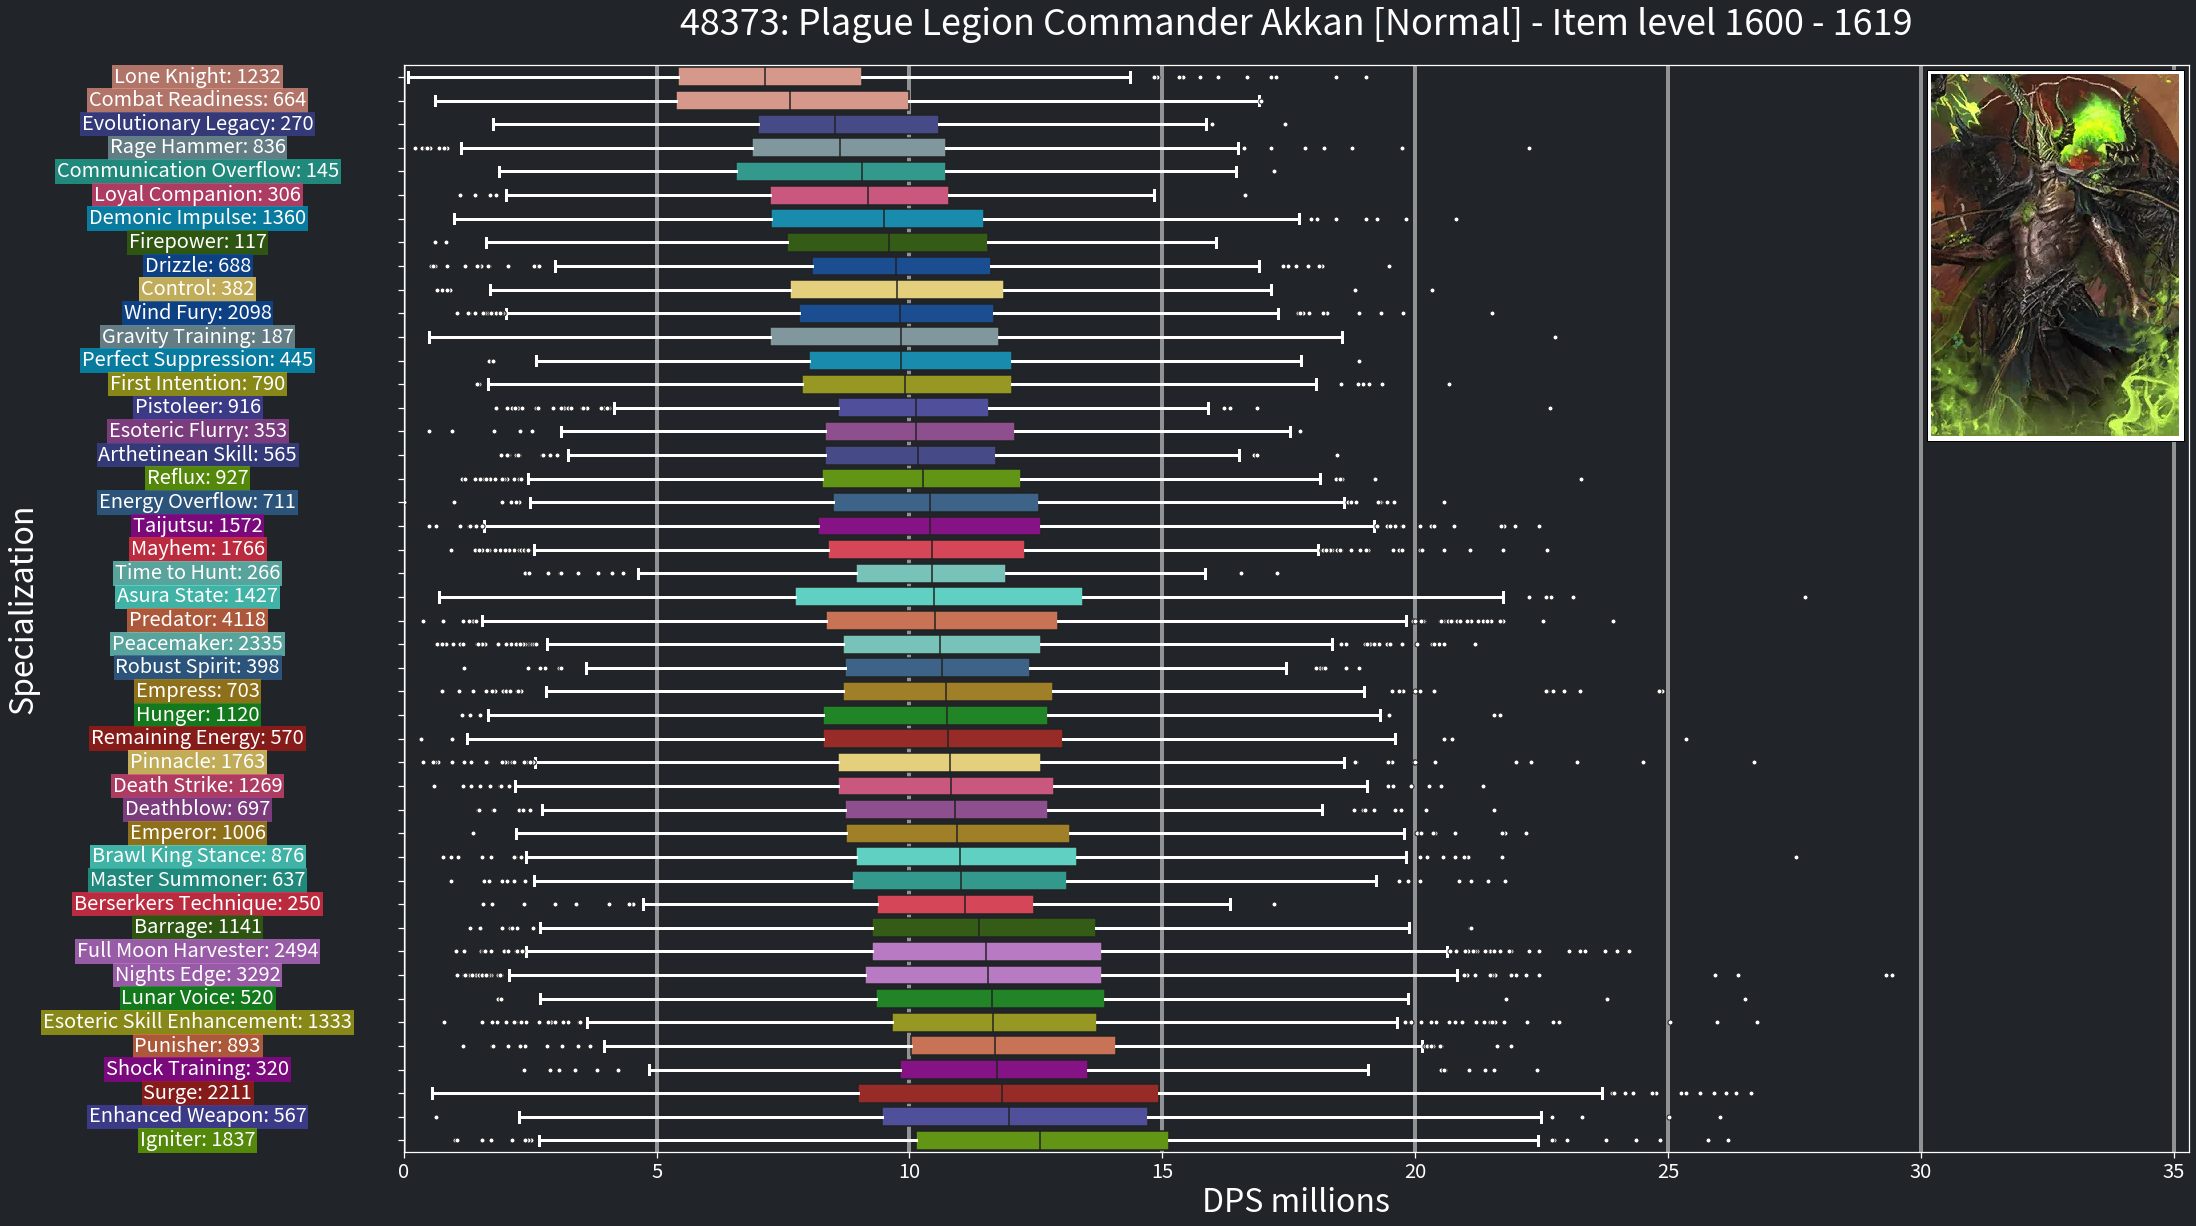 48373: Plague Legion Commander Akkan [Normal] - Item level 1600 - 1619
Lone Knight: 1232
Combat Readiness: 664
Evolutionary Legacy: 270
Rage Hammer: 836
Communication Overflow: 145
Loyal Companion: 306
Demonic Impulse: 1360
Firepower: 117
Drizzle: 688
Control: 382
Wind Fury: 2098
Gravity Training: 187
Perfect Suppression: 445
First Intention: 790
Pistoleer: 916
Esoteric Flurry: 353
Arthetinean Skill: 565
Reflux: 927
Energy Overflow: 711
Taijutsu: 1572
Mayhem: 1766
Time to Hunt: 266
Asura State: 1427
Predator: 4118
Peacemaker: 2335
Robust Spirit: 398
Empress: 703
Hunger: 1120
Remaining Energy: 570
Pinnacle: 1763
Death Strike: 1269
Deathblow: 697
Emperor: 1006
Brawl King Stance: 876
Master Summoner: 637
Berserkers Technique: 250
Barrage: 1141
Full Moon Harvester: 2494
Nights Edge: 3292
Lunar Voice: 520
Esoteric Skill Enhancement: 1333
Punisher: 893
Shock Training: 320
Surge: 2211
Enhanced Weapon: 567
Igniter: 1837
Specialization
0 5 10 15 20 25 30 35
DPS millions